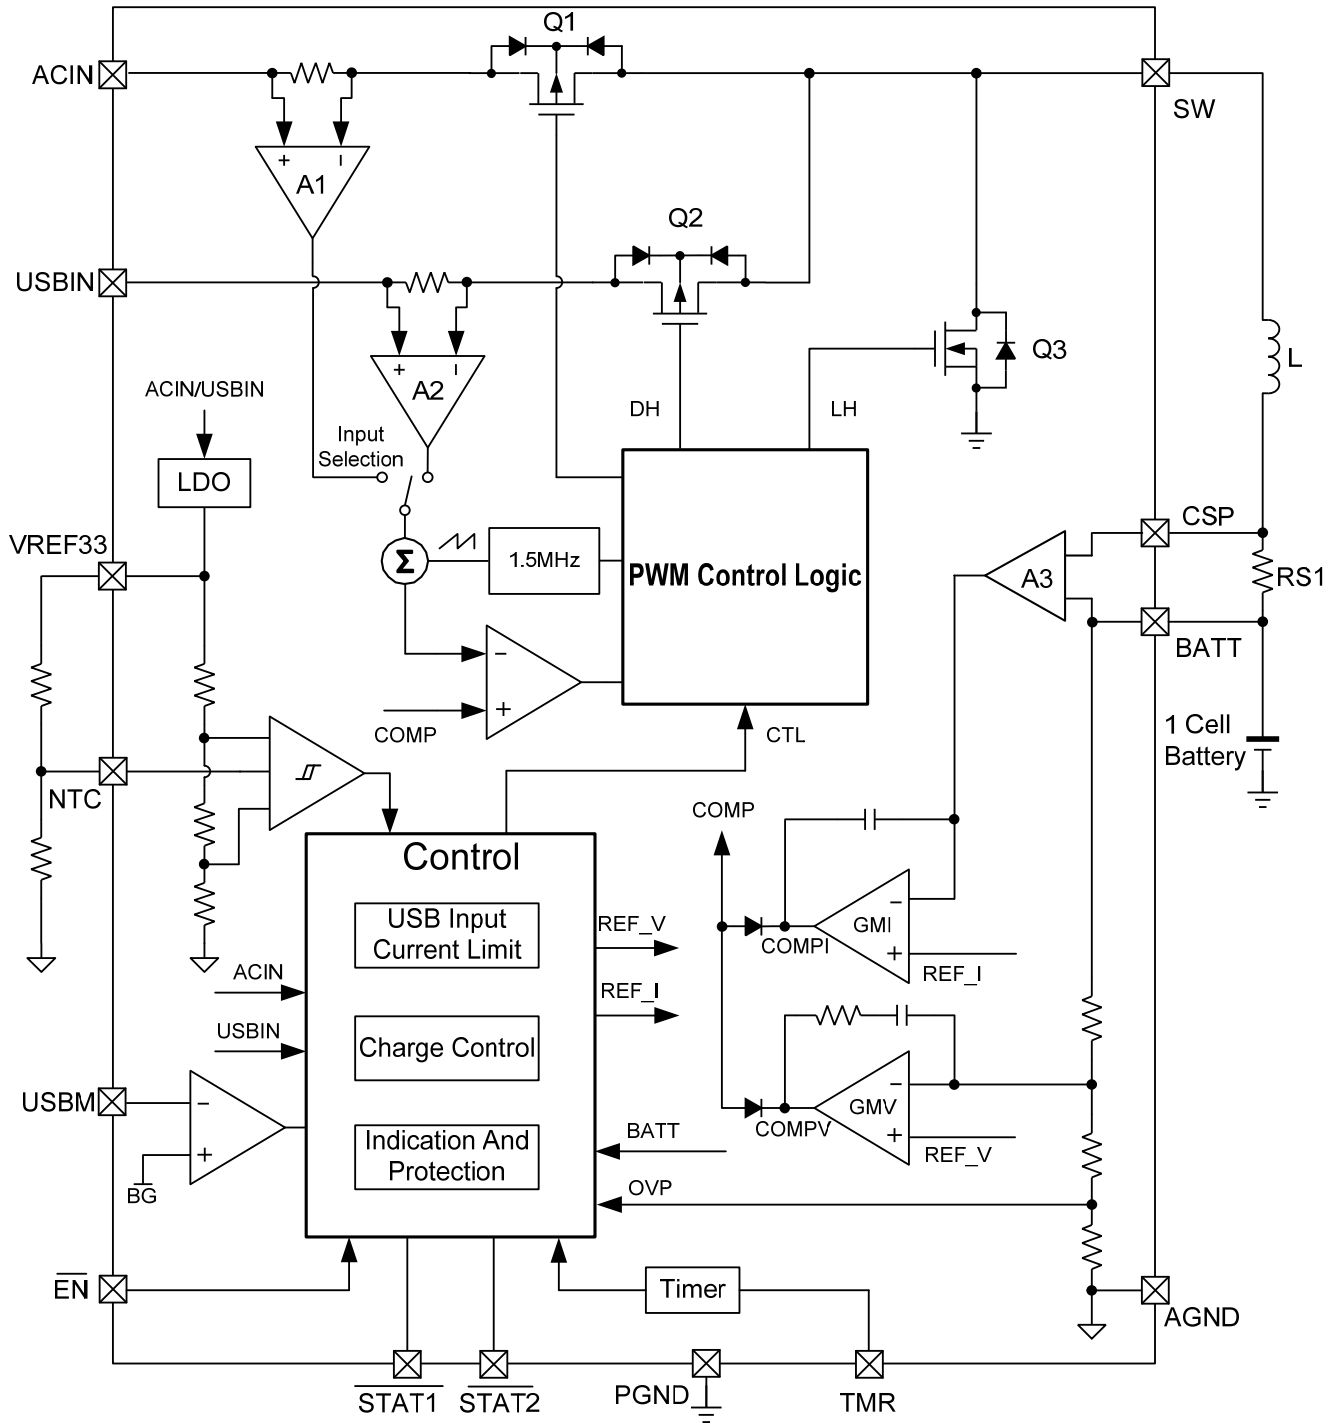 Q1
ACIN
SW
+ −
A1
Q2
USBIN
+ −
A2
Q3
L
ACIN/USBIN
DH
LH
Input
Selection
LDO
VREF33
CSP
Σ
1.5MHz
PWM Control Logic
A3
RS1
BATT
−
+
COMP
CTL
1 Cell
Battery
NTC
COMP
Control
USB Input
Current Limit
REF_V
−
GMI
+
COMPI
REF_I
ACIN
REF_I
USBIN
Charge Control
USBM
−
+
BG
−
GMV
+
COMPV
REF_V
Indication And
Protection
BATT
OVP
EN
Timer
AGND
STAT1
STAT2
PGND
TMR